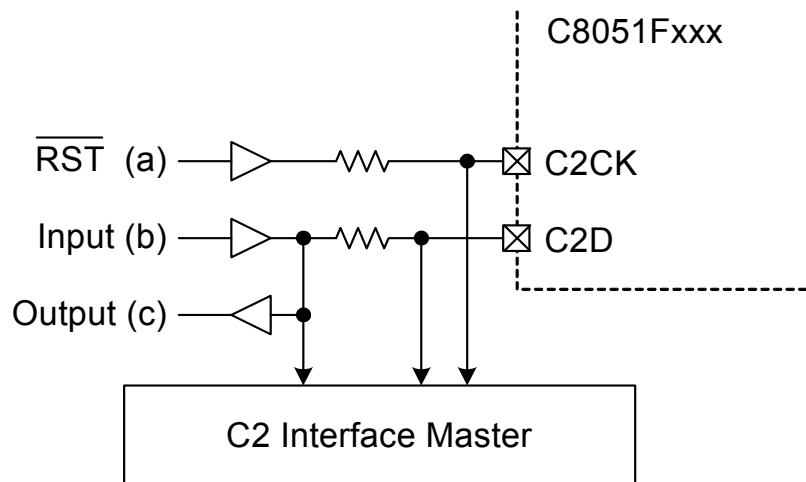 C8051Fxxx
RST (a)
C2CK
Input (b)
C2D
Output (c)
C2 Interface Master